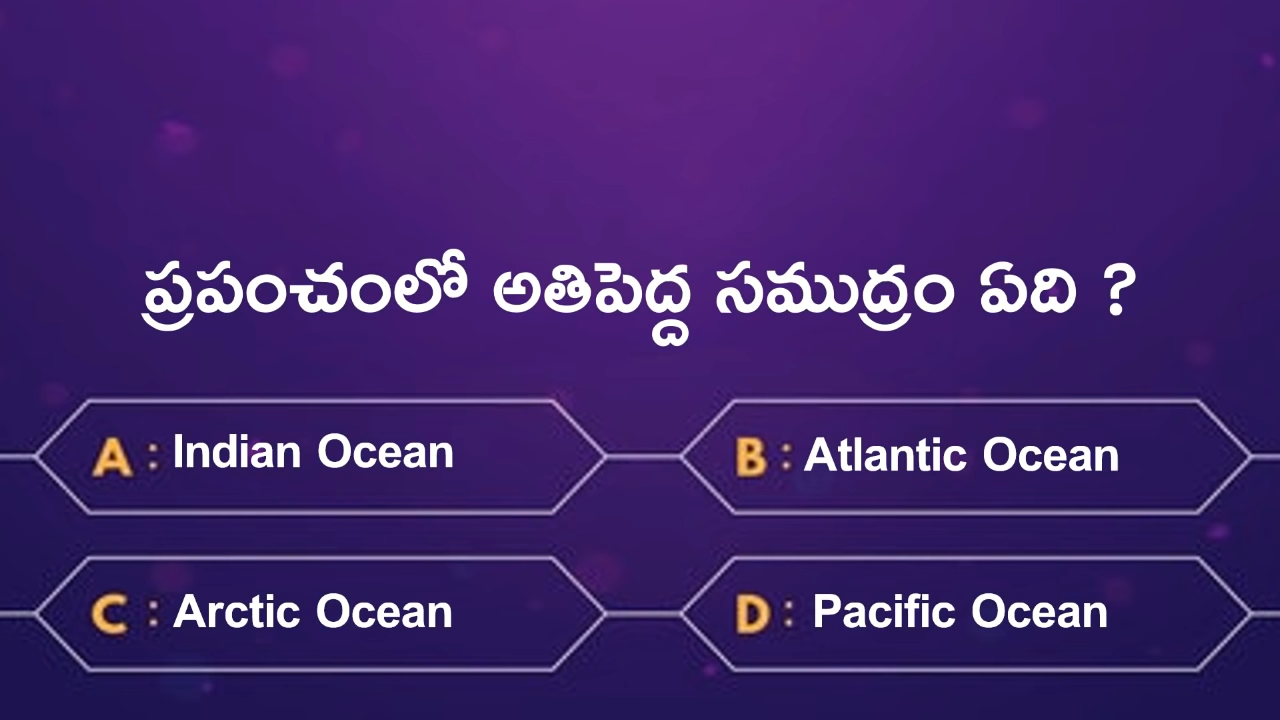 ప్రపంచంలో అతిపెద్ద సముద్రం ఏది ?
A : Indian Ocean
B : Atlantic Ocean
C : Arctic Ocean
D : Pacific Ocean